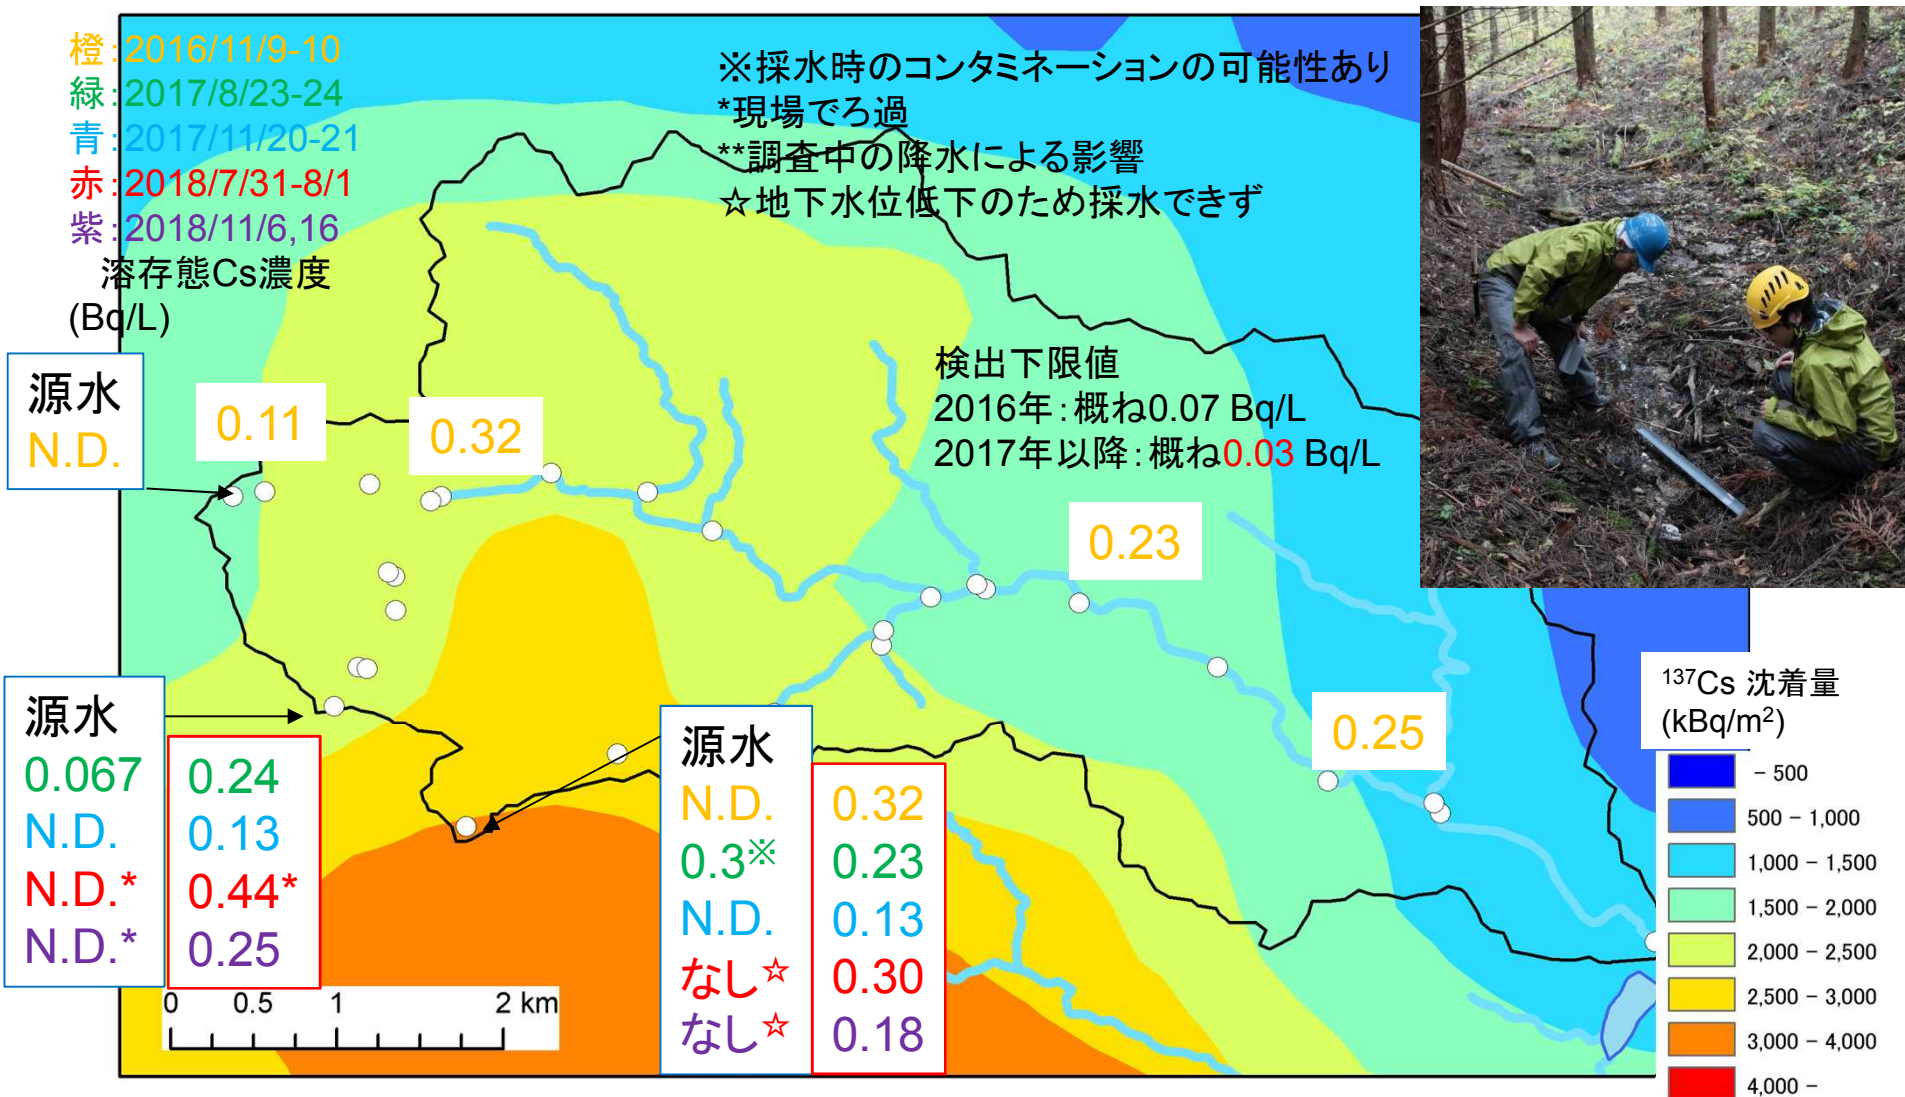 橙:2016/11/9-10
緑:2017/8/23-24
青:2017/11/20-21
赤:2018/7/31-8/1
紫:2018/11/6,16
溶存態Cs濃度
(Bq/L)
※採水時のコンタミネーションの可能性あり
*現場でろ過
**調査中の降水による影響
☆地下水位低下のため採水できず
検出下限値
2016年:概ね0.07 Bq/L
2017年以降:概ね0.03 Bq/L
源水
N.D.
0.11
0.32
0.23
0.25
源水
0.067 0.24
N.D. 0.13
N.D.* 0.44*
N.D.* 0.25
源水
N.D. 0.32
0.3※ 0.23
N.D. 0.13
なし☆ 0.30
なし☆ 0.18
0 0.5 1 2 km
137Cs 沈着量
(kBq/m2)
- 500
500 - 1,000
1,000 - 1,500
1,500 - 2,000
2,000 - 2,500
2,500 - 3,000
3,000 - 4,000
4,000 -